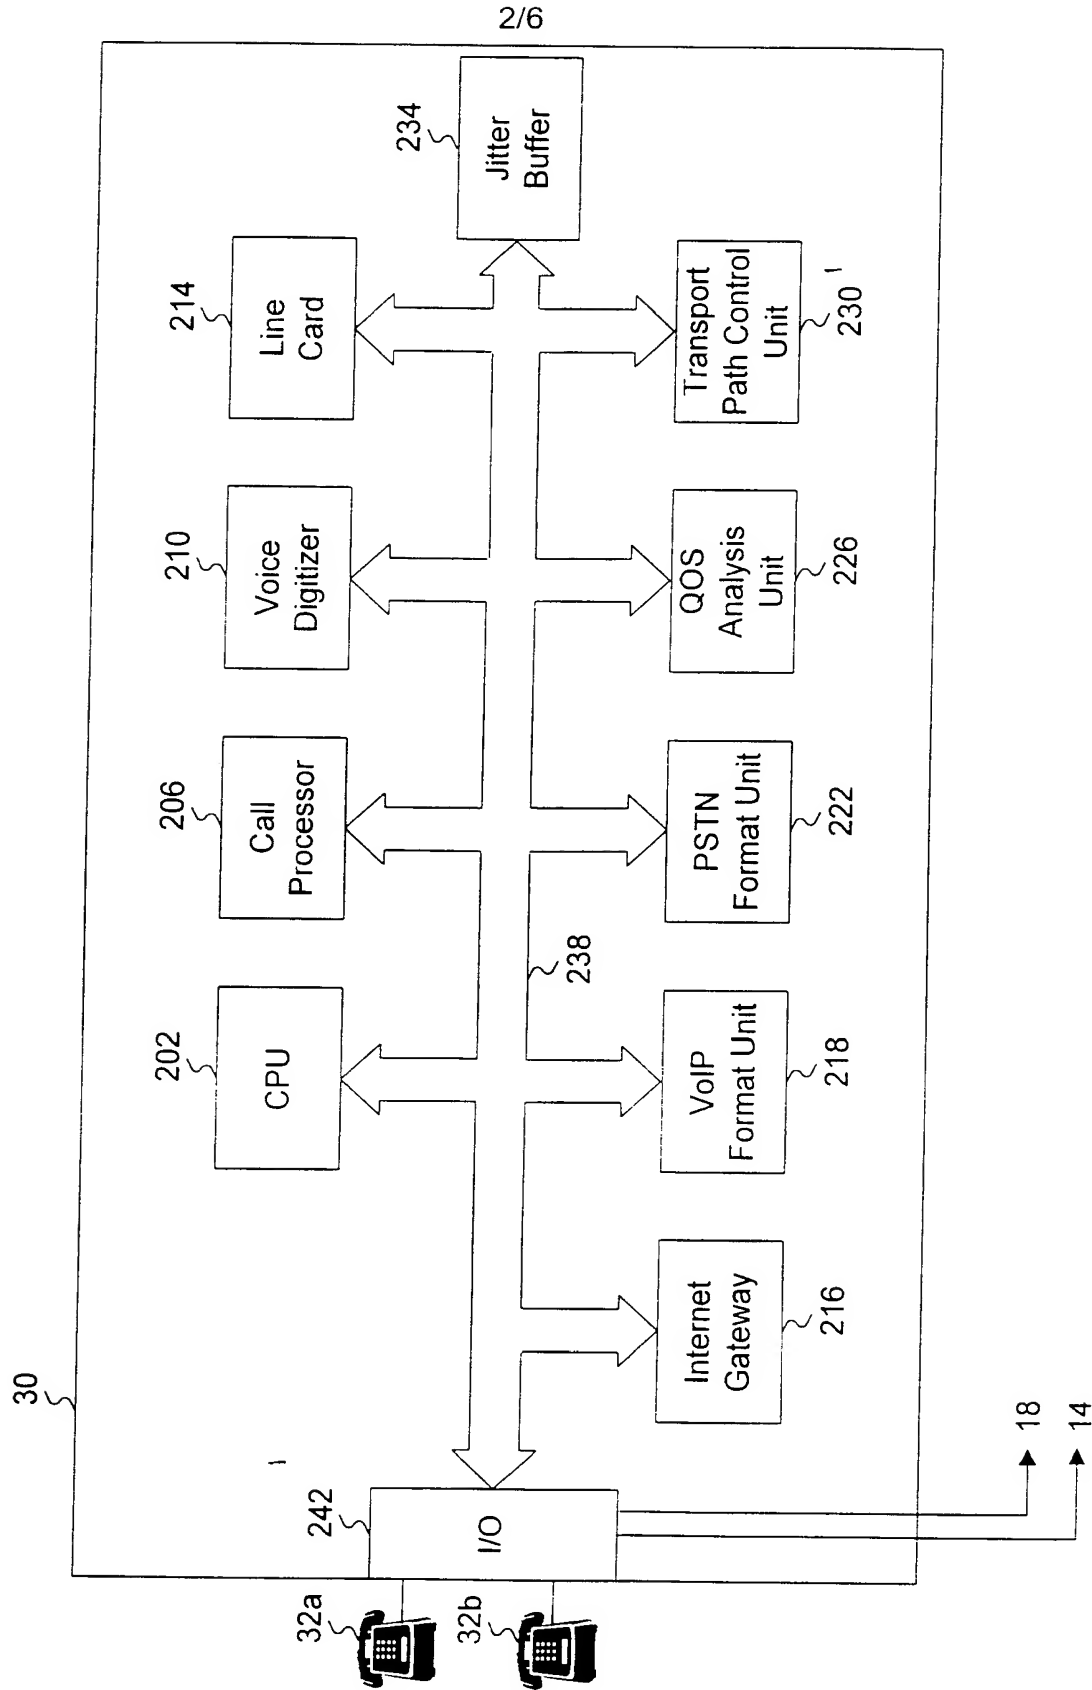 2/6
30
32a
32b
242
I/O
18
14
202
CPU
206
Call
Processor
210
Voice
Digitizer
214
Line
Card
234
Jitter
Buffer
238
Internet
Gateway
216
VoIP
Format Unit
218
PSTN
Format Unit
222
QOS
Analysis
Unit
226
Transport
Path Control
Unit
230